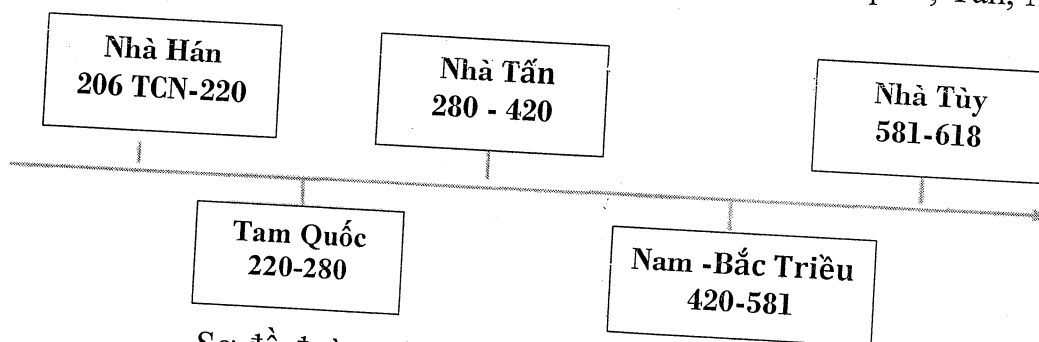 Nhà Hán
206 TCN-220
Nhà Tấn
280 - 420
Nhà Tùy
581-618
Tam Quốc
220-280
Nam -Bắc Triều
420-581